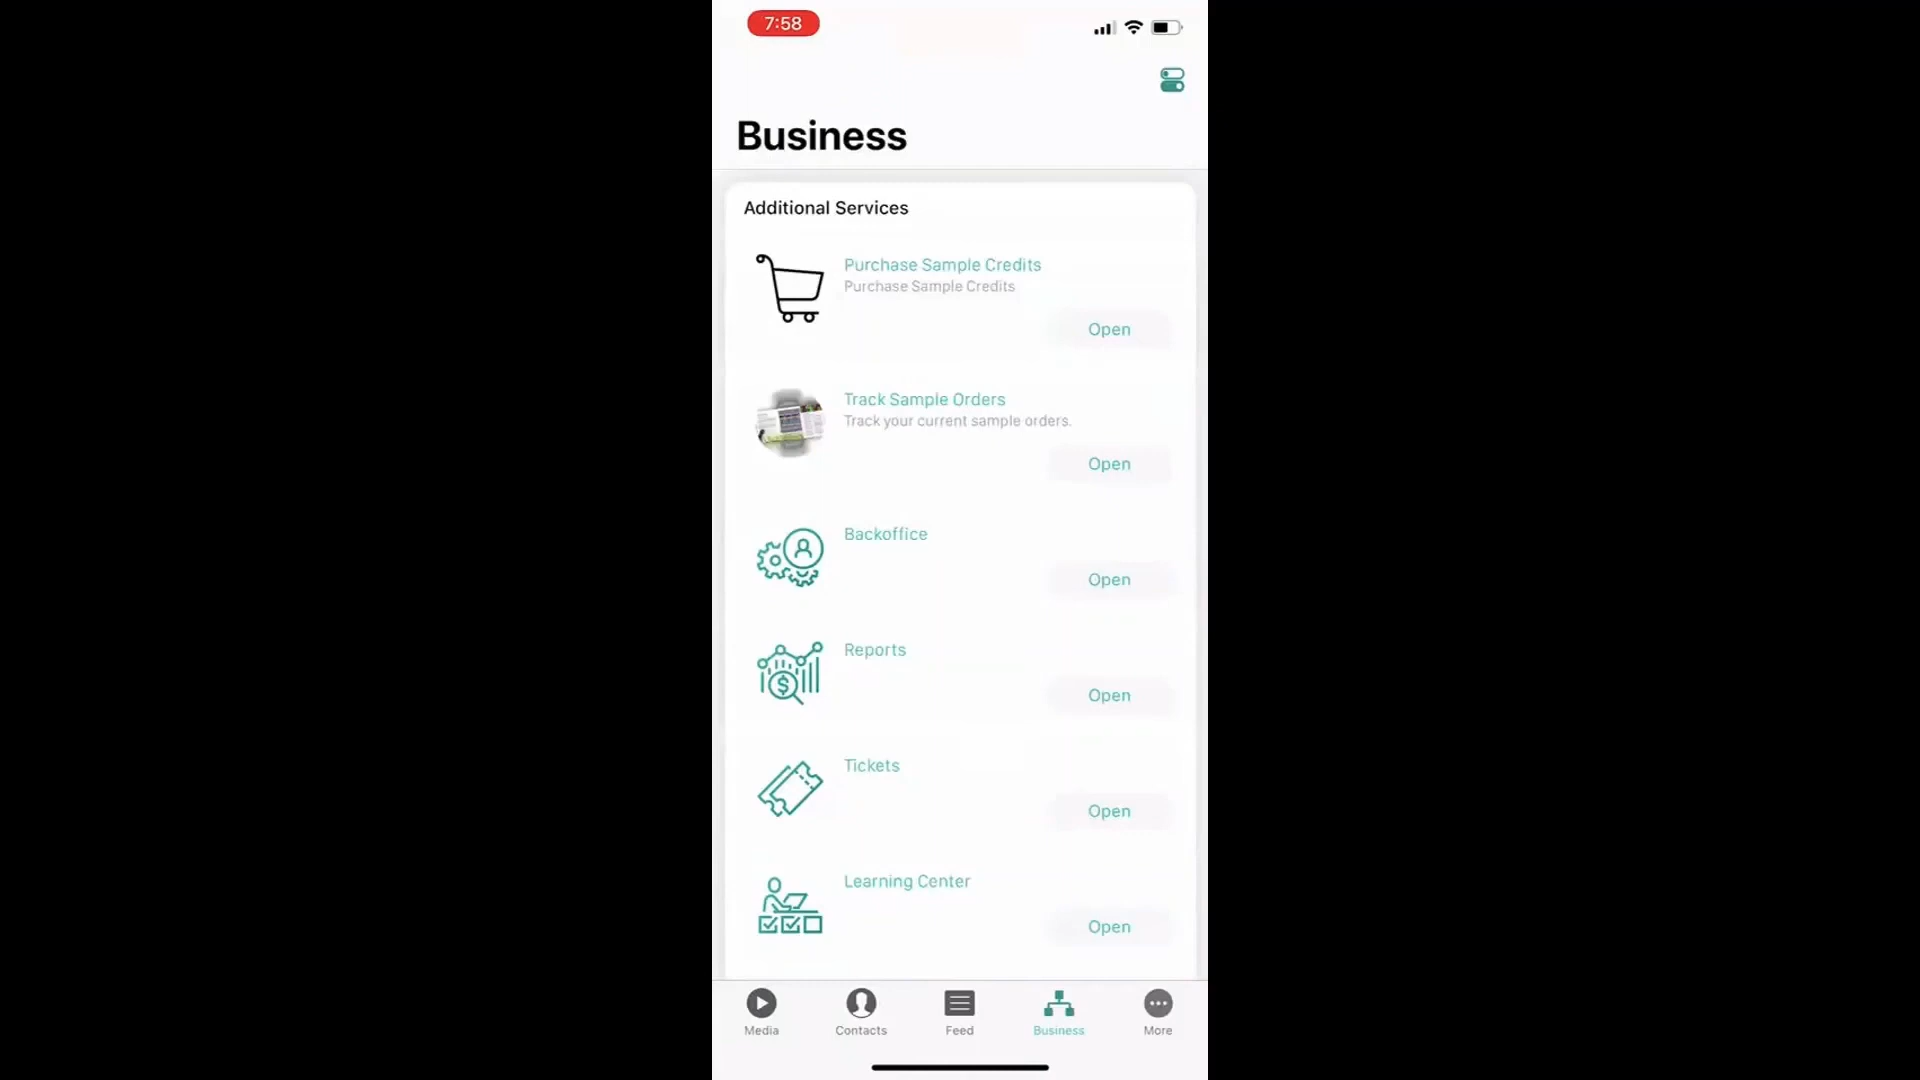 7:58
Business
Additional Services
Purchase Sample Credits
Purchase Sample Credits
Open
Track Sample Orders
Track your current sample orders.
Open
Backoffice
Open
Reports
Open
Tickets
Open
Learning Center
Open
Media
Contacts
Feed
Business
More